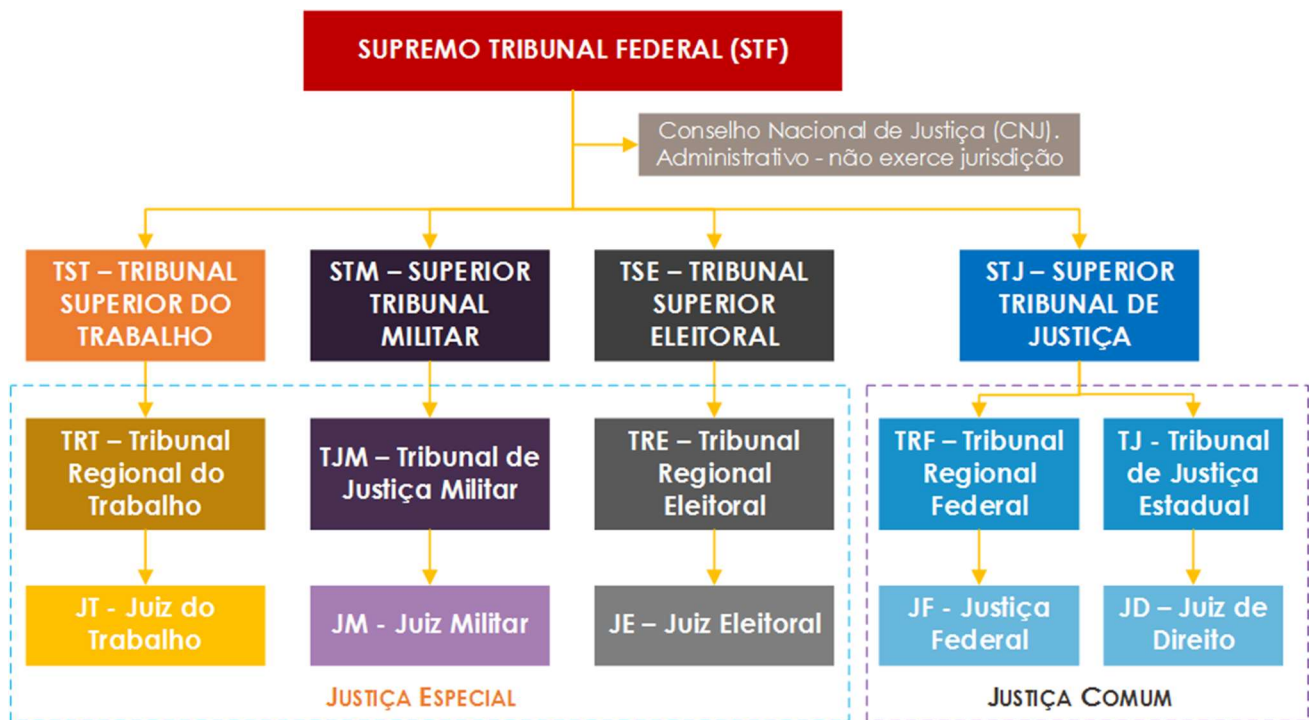 SUPREMO TRIBUNAL FEDERAL (STF)
Conselho Nacional de Justiça (CNJ).
Administrativo - não exerce jurisdição
TST – TRIBUNAL
SUPERIOR DO
TRABALHO
STM – SUPERIOR
TRIBUNAL
MILITAR
TSE – TRIBUNAL
SUPERIOR
ELEITORAL
STJ – SUPERIOR
TRIBUNAL DE
JUSTIÇA
TRT – Tribunal
Regional do
Trabalho
TJM – Tribunal de
Justiça Militar
TRE – Tribunal
Regional
Eleitoral
TRF – Tribunal
Regional
Federal
TJ - Tribunal
de Justiça
Estadual
JT - Juiz do
Trabalho
JM - Juiz Militar
JE – Juiz Eleitoral
JF - Justiça
Federal
JD – Juiz de
Direito
JUSTIÇA ESPECIAL
JUSTIÇA COMUM